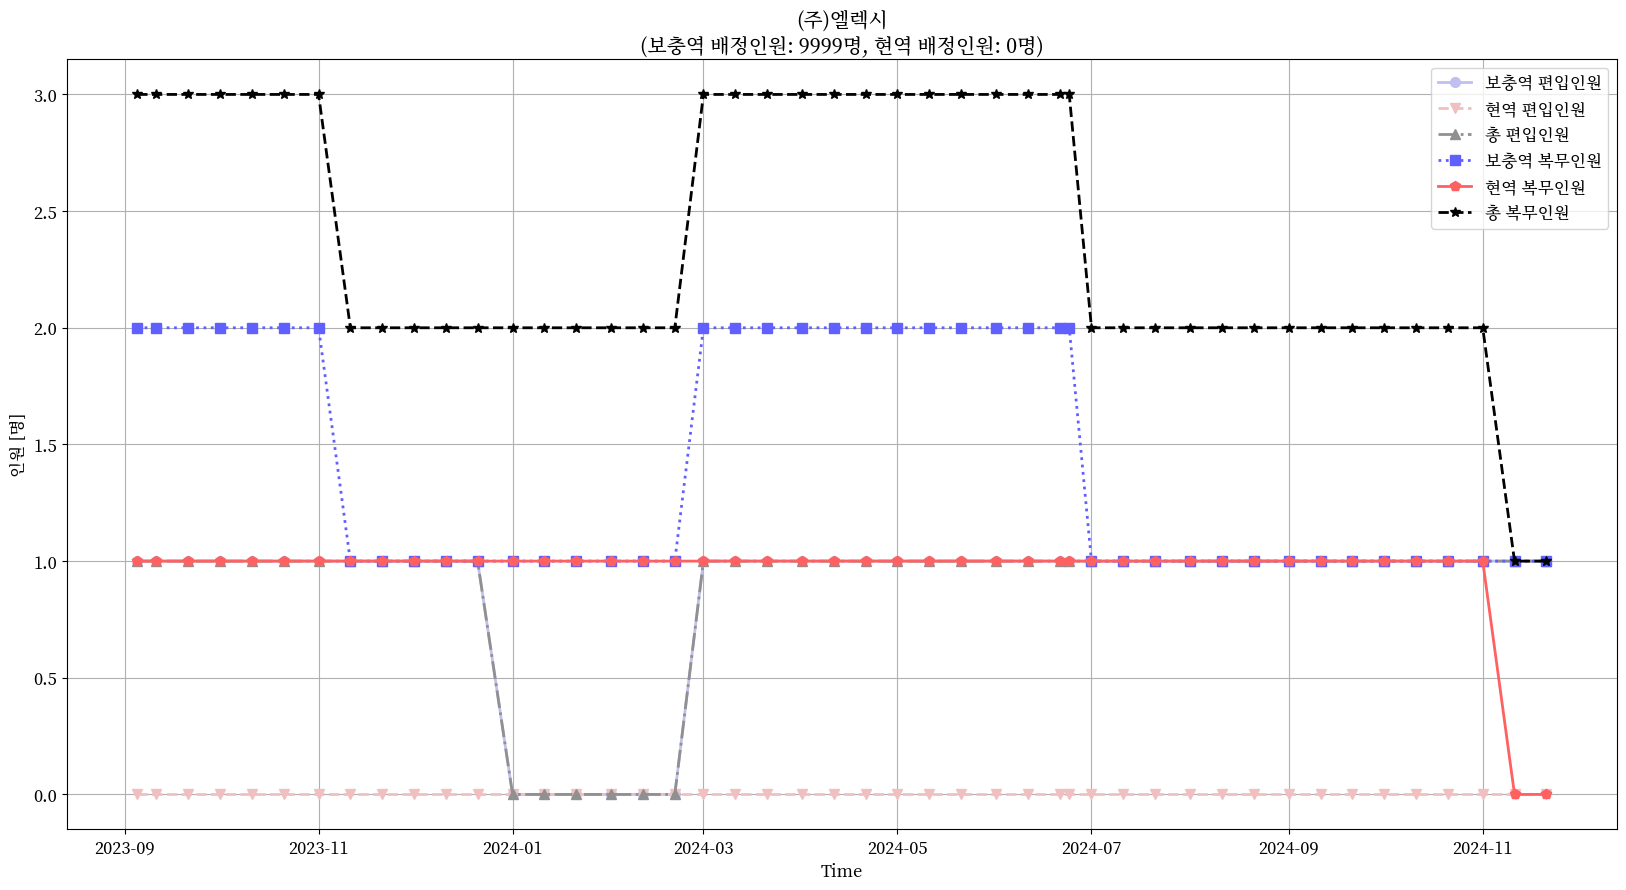 (주)엘렉시
(보충역 배정인원: 9999명, 현역 배정인원: 0명)
보충역 편입인원
현역 편입인원
총 편입인원
보충역 복무인원
현역 복무인원
총 복무인원
인원 [명]
3.0
2.5
2.0
1.5
1.0
0.5
0.0
2023-09 2023-11 2024-01 2024-03 2024-05 2024-07 2024-09 2024-11
Time